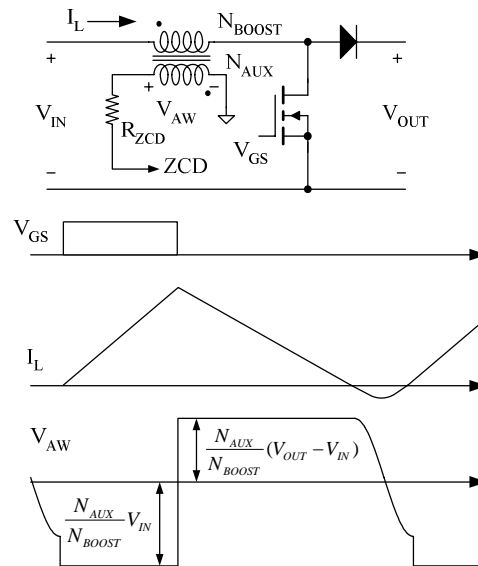 I_L
N_BOOST
+
+
N_AUX
+
−
V_IN
V_AW
V_OUT
R_ZCD
V_GS
−
ZCD
−
V_GS
I_L
V_AW
N_AUX/N_BOOST (V_OUT − V_IN)
N_AUX/N_BOOST V_IN